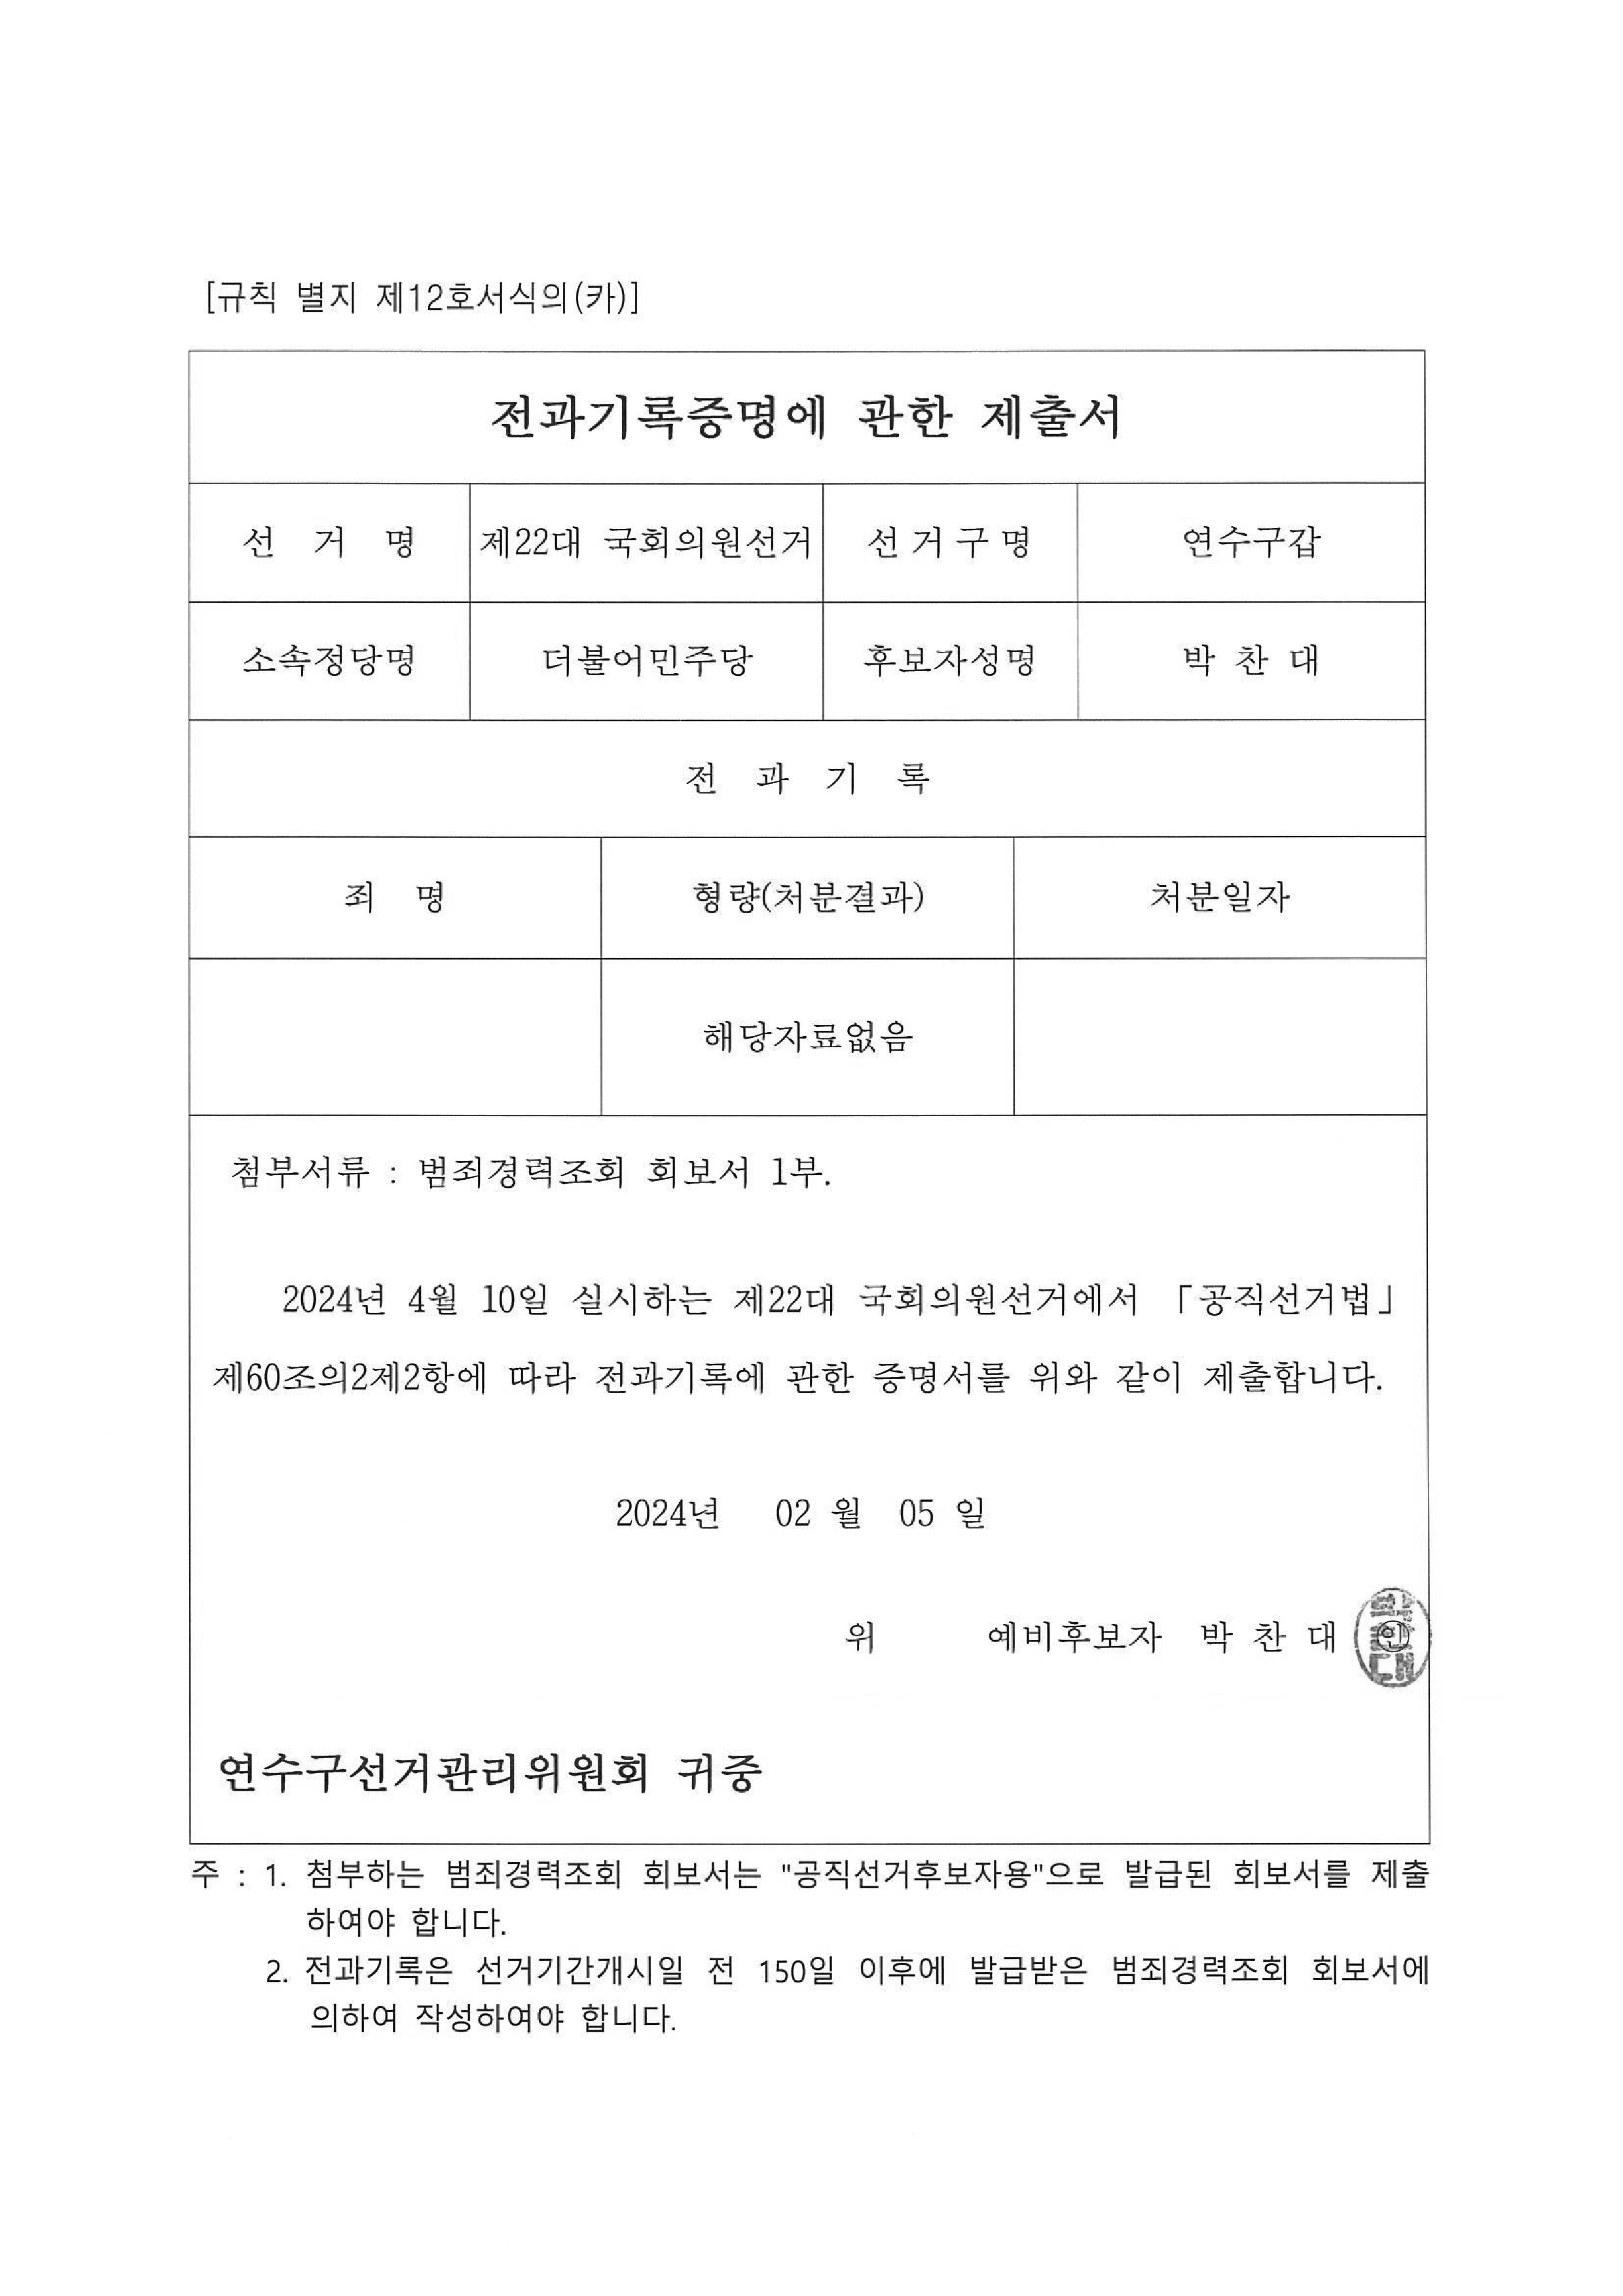 [규칙 별지 제12호서식의(카)]
전과기록증명에 관한 제출서
선 거 명 제22대 국회의원선거 선거구명 연수구갑
소속정당명 더불어민주당 후보자성명 박 찬 대
전 과 기 록
죄 명 형량(처분결과) 처분일자
해당자료없음
첨부서류 : 범죄경력조회 회보서 1부.
2024년 4월 10일 실시하는 제22대 국회의원선거에서 「공직선거법」
제60조의2제2항에 따라 전과기록에 관한 증명서를 위와 같이 제출합니다.
2024년 02 월 05 일
위 예비후보자 박 찬 대 인
박찬대
연수구선거관리위원회 귀중
주 : 1. 첨부하는 범죄경력조회 회보서는 "공직선거후보자용"으로 발급된 회보서를 제출
하여야 합니다.
2. 전과기록은 선거기간개시일 전 150일 이후에 발급받은 범죄경력조회 회보서에
의하여 작성하여야 합니다.